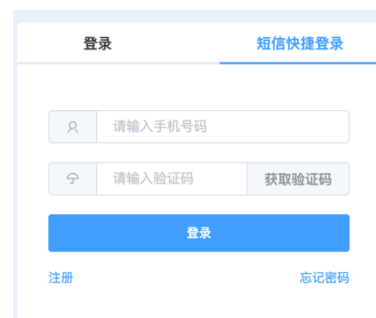 登录 短信快捷登录
请输入手机号码
请输入验证码 获取验证码
登录
注册 忘记密码